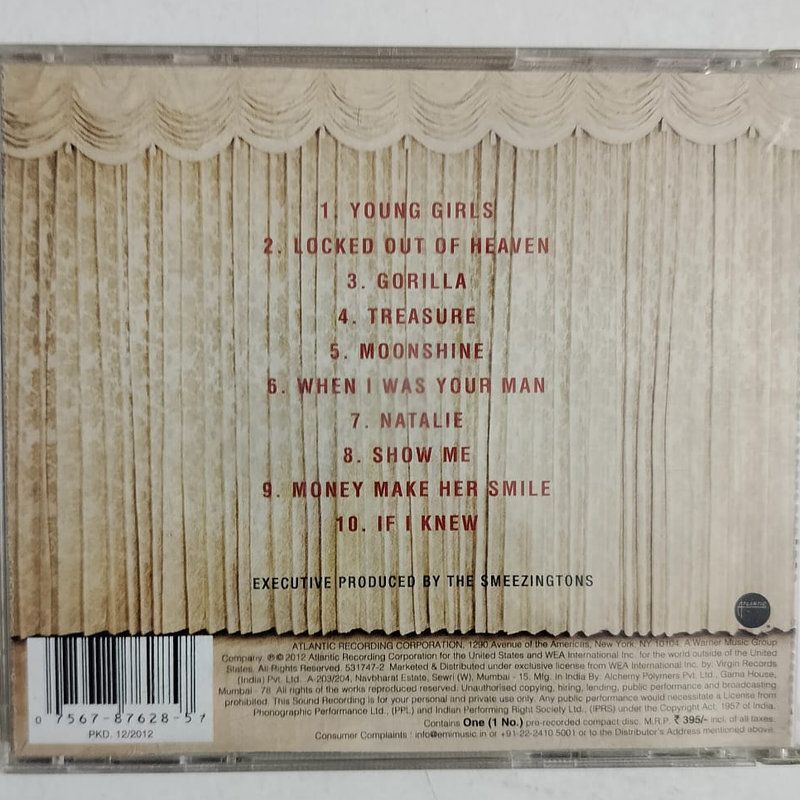 1. YOUNG GIRLS
2. LOCKED OUT OF HEAVEN
3. GORILLA
4. TREASURE
5. MOONSHINE
6. WHEN I WAS YOUR MAN
7. NATALIE
8. SHOW ME
9. MONEY MAKE HER SMILE
10. IF I KNEW
EXECUTIVE PRODUCED BY THE SMEEZINGTONS
ATLANTIC
ATLANTIC RECORDING CORPORATION, 1290 Avenue of the Americas, New York, NY 10104. A Warner Music Group
Company. ℗© 2012 Atlantic Recording Corporation for the United States and WEA International Inc. for the world outside of the United
States. All Rights Reserved. 531747-2 Marketed & Distributed under exclusive license from WEA International Inc. by: Virgin Records
(India) Pvt. Ltd. A-203/204, Navbharat Estate, Sewri (W), Mumbai - 15. Mfg. in India By: Alchemy Polymers Pvt. Ltd., Gama House,
Mumbai - 78. All rights of the works reproduced reserved. Unauthorised copying, hiring, lending, public performance and broadcasting
prohibited. This Sound Recording is for your personal and private use only. Any public performance would necessitate a License from
Phonographic Performance Ltd., (PPL) and Indian Performing Right Society Ltd., (IPRS) under the Copyright Act, 1957 of India.
Contains One (1 No.) pre-recorded compact disc. M.R.P. ₹ 395/- incl. of all taxes.
Consumer Complaints : info@emimusic.in or +91-22-2410 5001 or to the Distributor's Address mentioned above.
0 75678 76285 1
PKD. 12/2012